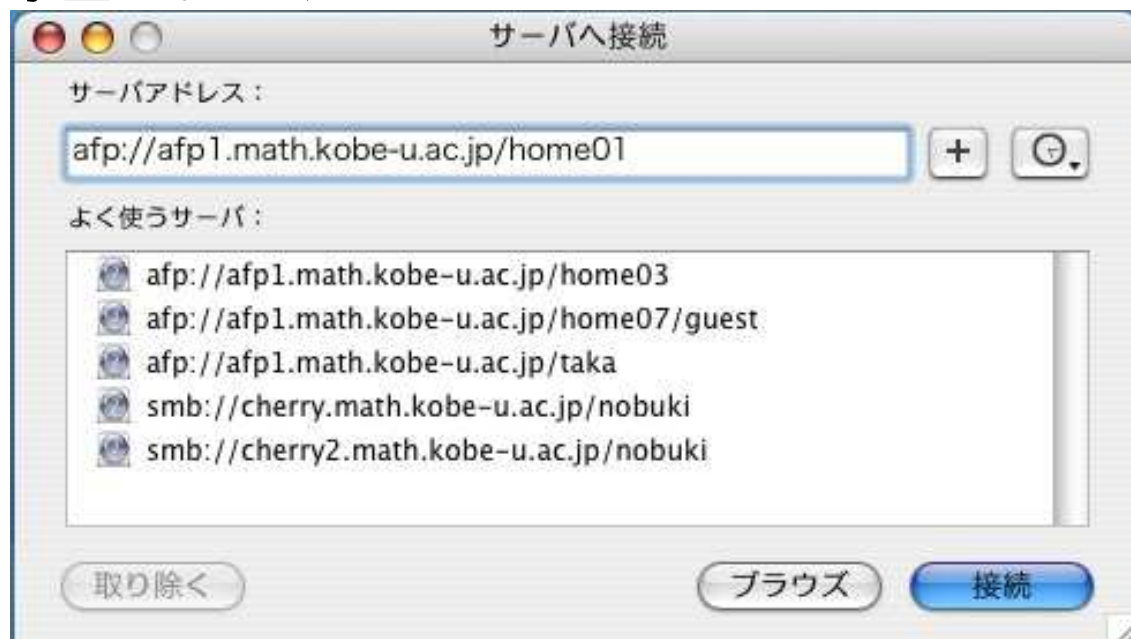 サーバへ接続
サーバアドレス：
afp://afp1.math.kobe-u.ac.jp/home01
よく使うサーバ：
afp://afp1.math.kobe-u.ac.jp/home03
afp://afp1.math.kobe-u.ac.jp/home07/guest
afp://afp1.math.kobe-u.ac.jp/taka
smb://cherry.math.kobe-u.ac.jp/nobuki
smb://cherry2.math.kobe-u.ac.jp/nobuki
取り除く ブラウズ 接続